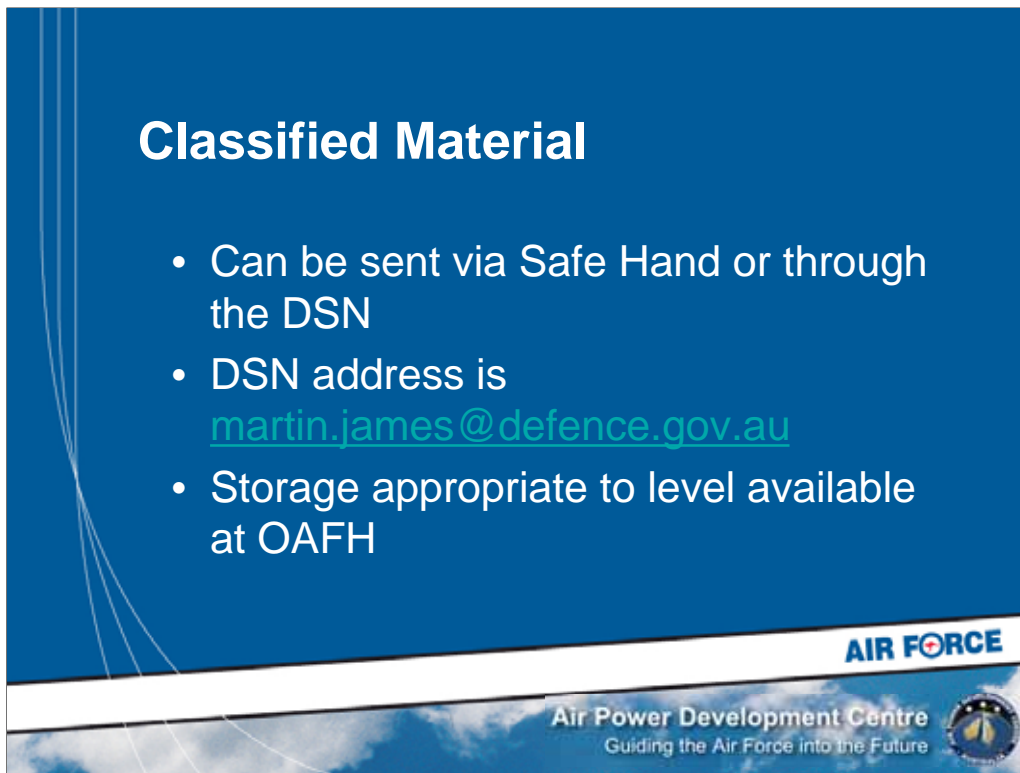 Classified Material
• Can be sent via Safe Hand or through
the DSN
• DSN address is
martin.james@defence.gov.au
• Storage appropriate to level available
at OAFH
AIR FORCE
Air Power Development Centre
Guiding the Air Force into the Future